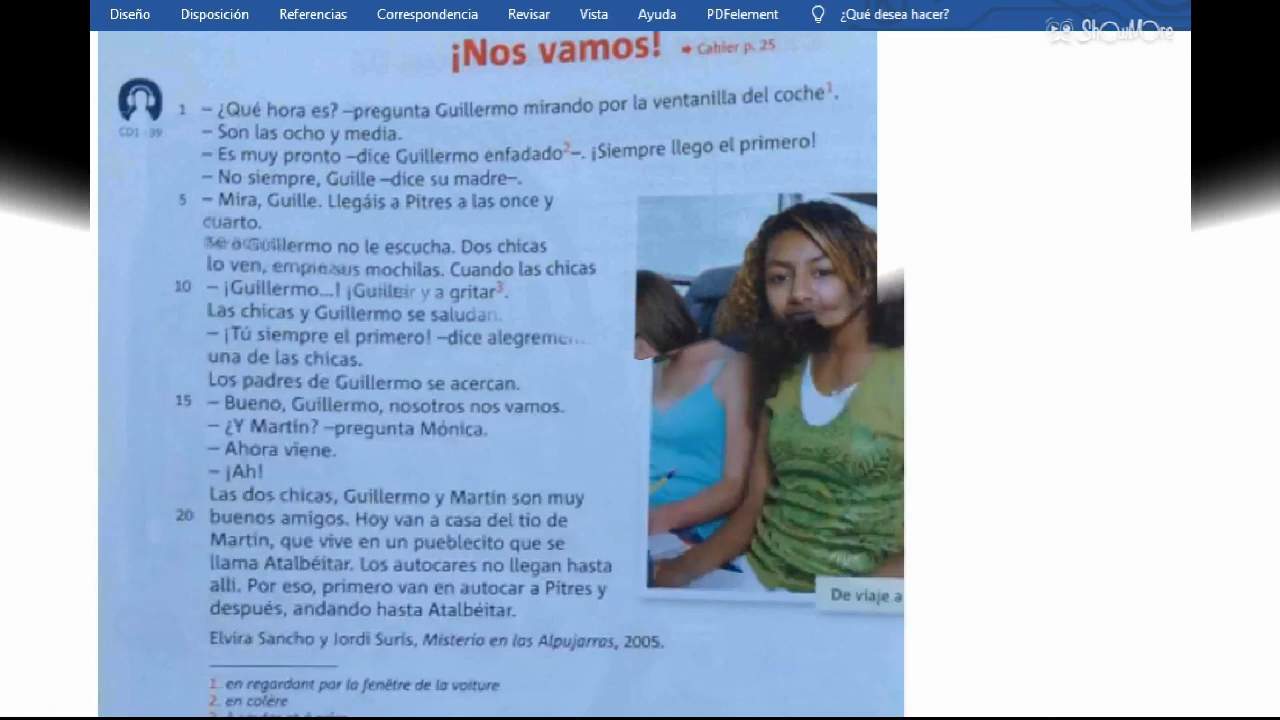 Diseño Disposición Referencias Correspondencia Revisar Vista Ayuda PDFelement ¿Qué desea hacer?
ShowMore
¡Nos vamos! ➡ Cahier p. 25
CD1 39
1 – ¿Qué hora es? –pregunta Guillermo mirando por la ventanilla del coche1.
– Son las ocho y media.
– Es muy pronto –dice Guillermo enfadado2–. ¡Siempre llego el primero!
– No siempre, Guille –dice su madre–.
5 – Mira, Guille. Llegáis a Pitres a las once y
cuarto.
Guillermo no le escucha. Dos chicas
lo ven, sus mochilas. Cuando las chicas
10 – ¡Guillermo...! y a gritar3.
Las chicas y Guillermo se saludan.
– ¡Tú siempre el primero! –dice
una de las chicas.
Los padres de Guillermo se acercan.
15 – Bueno, Guillermo, nosotros nos vamos.
– ¿Y Martín? –pregunta Mónica.
– Ahora viene.
– ¡Ah!
Las dos chicas, Guillermo y Martín son muy
20 buenos amigos. Hoy van a casa del tío de
Martín, que vive en un pueblecito que se
llama Atalbéitar. Los autocares no llegan hasta
allí. Por eso, primero van en autocar a Pitres y
después, andando hasta Atalbéitar.
De viaje a
Elvira Sancho y Jordi Surís, Misterio en las Alpujarras, 2005.
1. en regardant par la fenêtre de la voiture
2. en colère